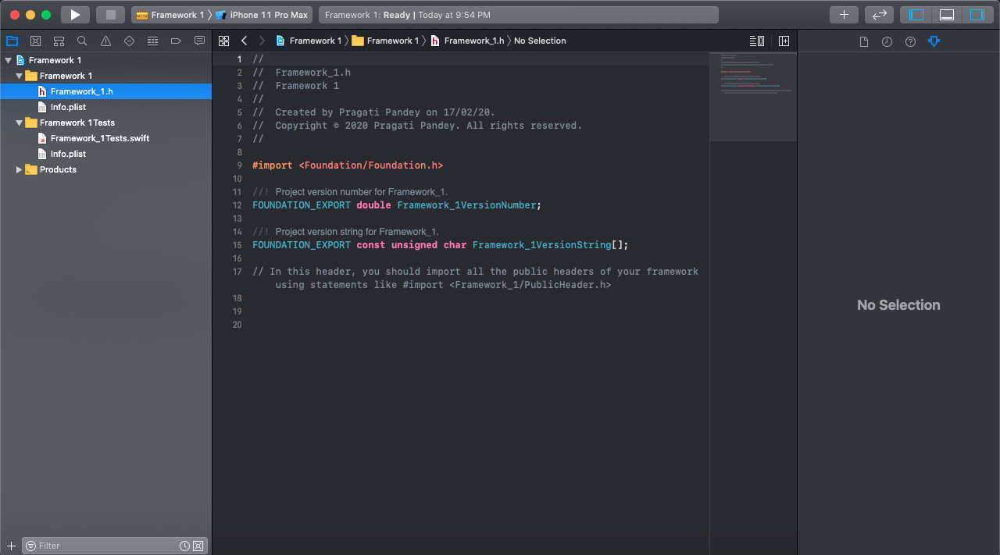 Framework 1 〉 iPhone 11 Pro Max
Framework 1: Ready | Today at 9:54 PM
Framework 1 〉 Framework 1 〉 h Framework_1.h 〉 No Selection
Framework 1
Framework 1
h Framework_1.h
Info.plist
Framework 1Tests
Framework_1Tests.swift
Info.plist
Products
Filter
1 //
2 //  Framework_1.h
3 //  Framework 1
4 //
5 //  Created by Pragati Pandey on 17/02/20.
6 //  Copyright © 2020 Pragati Pandey. All rights reserved.
7 //
8
9 #import <Foundation/Foundation.h>
10
11 //! Project version number for Framework_1.
12 FOUNDATION_EXPORT double Framework_1VersionNumber;
13
14 //! Project version string for Framework_1.
15 FOUNDATION_EXPORT const unsigned char Framework_1VersionString[];
16
17 // In this header, you should import all the public headers of your framework
using statements like #import <Framework_1/PublicHeader.h>
18
19
20
No Selection